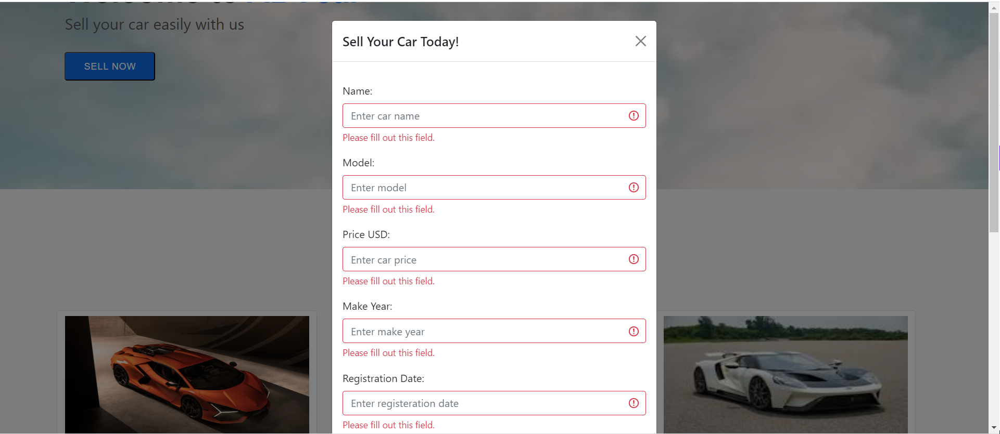 Sell your car easily with us
SELL NOW
Sell Your Car Today!
Name:
Enter car name
Please fill out this field.
Model:
Enter model
Please fill out this field.
Price USD:
Enter car price
Please fill out this field.
Make Year:
Enter make year
Please fill out this field.
Registration Date:
Enter registeration date
Please fill out this field.